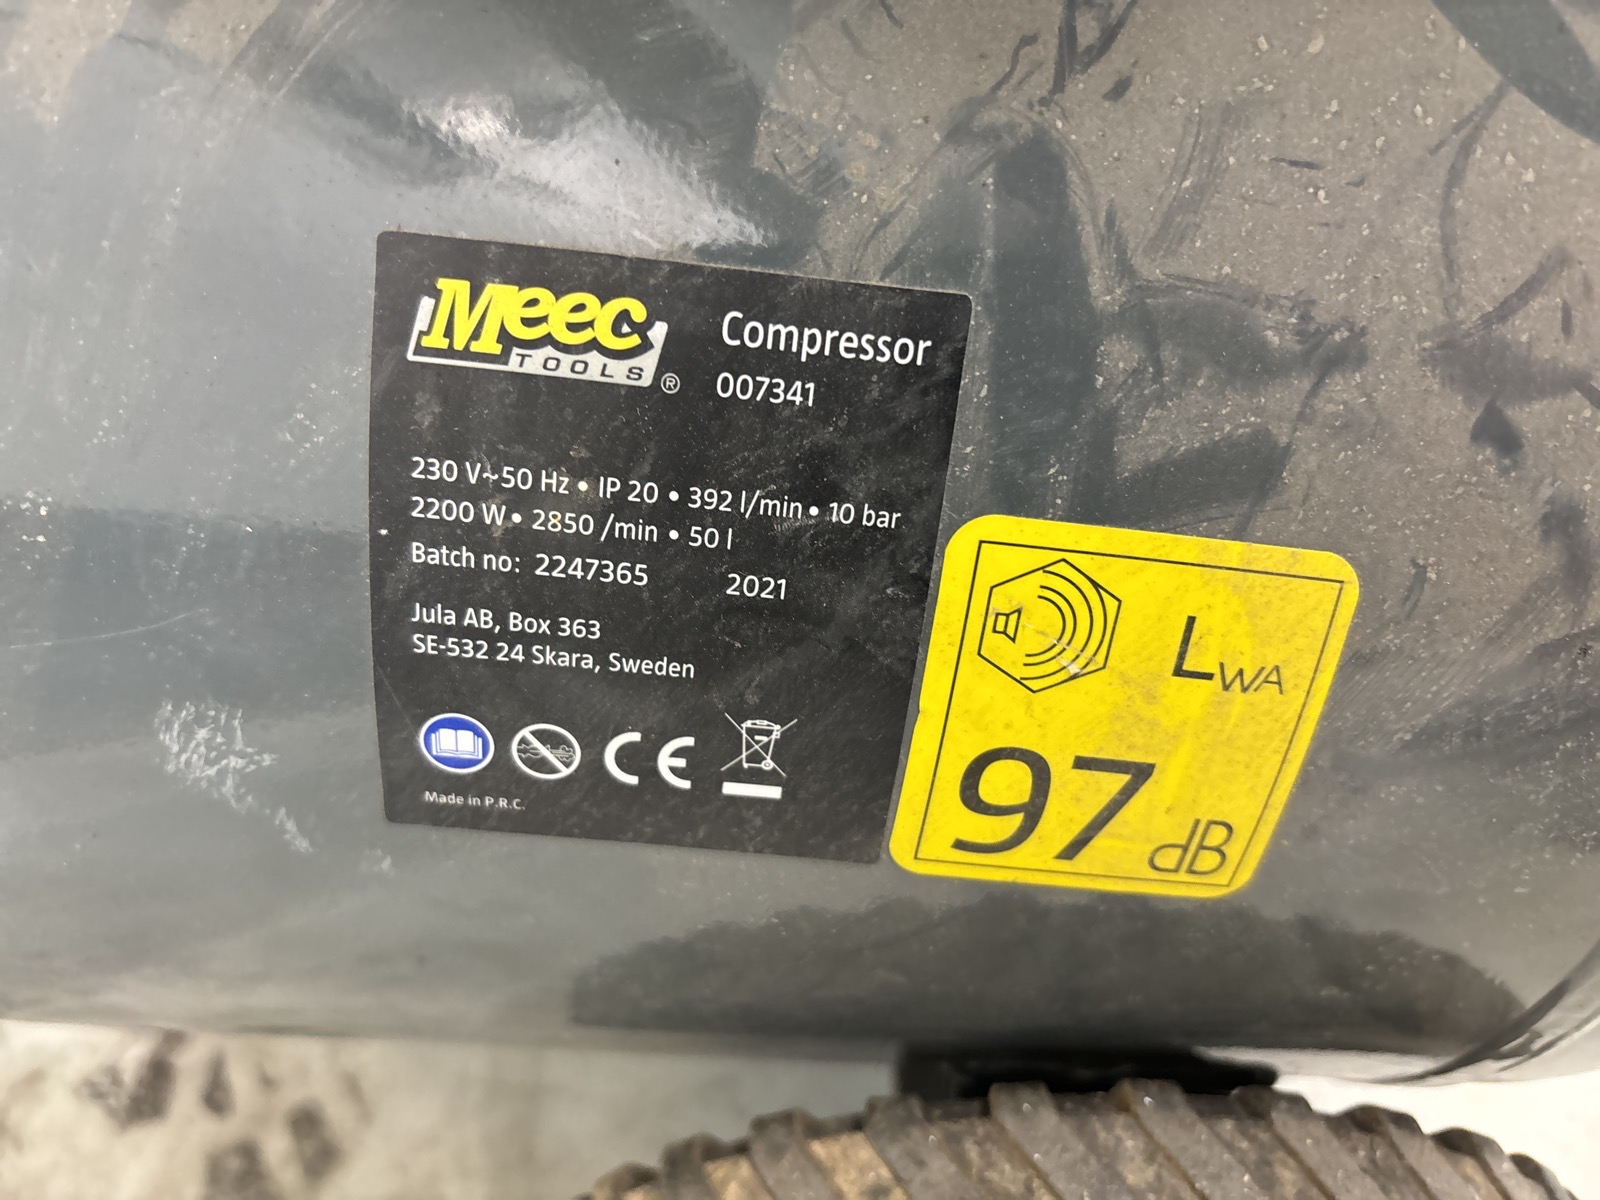 Meec
TOOLS ®
Compressor
007341
230 V~50 Hz • IP 20 • 392 l/min • 10 bar
2200 W • 2850 /min • 50 l
Batch no: 2247365 2021
Jula AB, Box 363
SE-532 24 Skara, Sweden
CE
Made in P.R.C.
LWA
97 dB